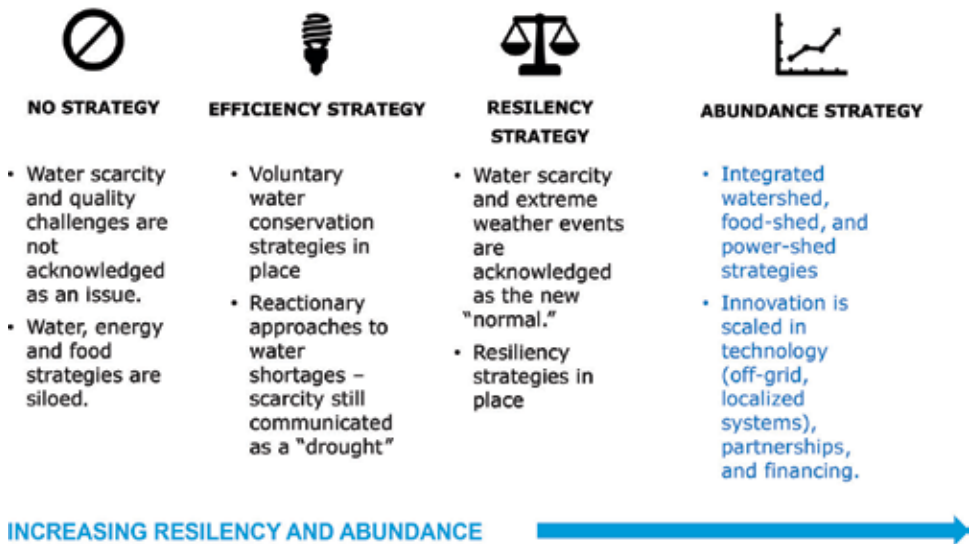 NO STRATEGY
• Water scarcity
and quality
challenges are
not
acknowledged
as an issue.
• Water, energy
and food
strategies are
siloed.
EFFICIENCY STRATEGY
• Voluntary
water
conservation
strategies in
place
• Reactionary
approaches to
water
shortages –
scarcity still
communicated
as a “drought”
RESILENCY
STRATEGY
• Water scarcity
and extreme
weather events
are
acknowledged
as the new
“normal.”
• Resiliency
strategies in
place
ABUNDANCE STRATEGY
• Integrated
watershed,
food-shed, and
power-shed
strategies
• Innovation is
scaled in
technology
(off-grid,
localized
systems),
partnerships,
and financing.
INCREASING RESILENCY AND ABUNDANCE